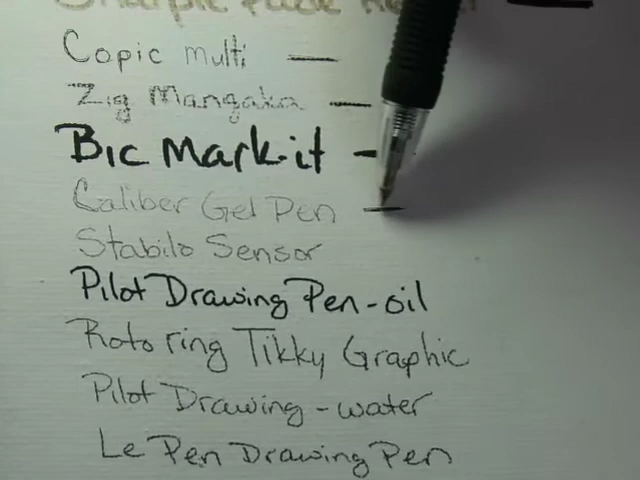 Copic multi
Zig Mangaka
Bic Mark-it
Caliber Gel Pen
Stabilo Sensor
Pilot Drawing Pen-oil
Rotoring Tikky Graphic
Pilot Drawing - water
Le Pen Drawing Pen